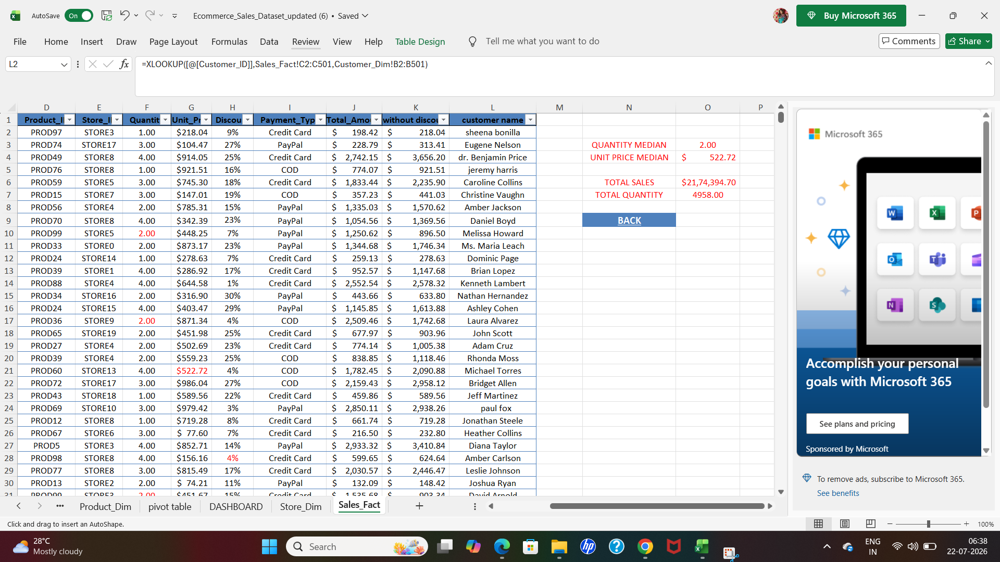 AutoSave On Ecommerce_Sales_Dataset_updated (6) • Saved Buy Microsoft 365
File Home Insert Draw Page Layout Formulas Data Review View Help Table Design Tell me what you want to do Comments Share
L2 fx =XLOOKUP([@[Customer_ID]],Sales_Fact!C2:C501,Customer_Dim!B2:B501)
D E F G H I J K L M N O P
1 Product_I Store_I Quantit Unit_Pr Discou Payment_Typ Total_Amo without discou customer name
2 PROD97 STORE3 1.00 $218.04 9% Credit Card $ 198.42 $ 218.04 sheena bonilla
3 PROD74 STORE17 3.00 $104.47 27% PayPal $ 228.79 $ 313.41 Eugene Nelson QUANTITY MEDIAN 2.00
4 PROD49 STORE8 4.00 $914.05 25% Credit Card $ 2,742.15 $ 3,656.20 dr. Benjamin Price UNIT PRICE MEDIAN $ 522.72
5 PROD76 STORE8 1.00 $921.51 16% COD $ 774.07 $ 921.51 jeremy harris
6 PROD59 STORE5 3.00 $745.30 18% Credit Card $ 1,833.44 $ 2,235.90 Caroline Collins TOTAL SALES $21,74,394.70
7 PROD15 STORE7 3.00 $147.01 19% COD $ 357.23 $ 441.03 Christine Vaughn TOTAL QUANTITY 4958.00
8 PROD56 STORE4 2.00 $785.31 15% PayPal $ 1,335.03 $ 1,570.62 Amber Jackson
9 PROD70 STORE8 4.00 $342.39 23% PayPal $ 1,054.56 $ 1,369.56 Daniel Boyd BACK
10 PROD99 STORE5 2.00 $448.25 7% PayPal $ 1,250.62 $ 896.50 Melissa Howard
11 PROD33 STORE0 2.00 $873.17 23% PayPal $ 1,344.68 $ 1,746.34 Ms. Maria Leach
12 PROD24 STORE14 1.00 $278.63 7% Credit Card $ 259.13 $ 278.63 Dominic Page
13 PROD39 STORE1 4.00 $286.92 17% Credit Card $ 952.57 $ 1,147.68 Brian Lopez
14 PROD88 STORE4 4.00 $644.58 1% Credit Card $ 2,552.54 $ 2,578.32 Kenneth Lambert
15 PROD34 STORE16 2.00 $316.90 30% PayPal $ 443.66 $ 633.80 Nathan Hernandez
16 PROD24 STORE15 4.00 $403.47 29% PayPal $ 1,145.85 $ 1,613.88 Ashley Cohen
17 PROD36 STORE9 2.00 $871.34 4% COD $ 2,509.46 $ 1,742.68 Laura Alvarez
18 PROD65 STORE19 2.00 $451.98 25% Credit Card $ 677.97 $ 903.96 John Scott
19 PROD27 STORE4 2.00 $502.69 23% Credit Card $ 774.14 $ 1,005.38 Adam Cruz
20 PROD39 STORE4 2.00 $559.23 25% COD $ 838.85 $ 1,118.46 Rhonda Moss
21 PROD60 STORE13 4.00 $522.72 4% COD $ 1,782.45 $ 2,090.88 Michael Torres
22 PROD72 STORE17 3.00 $986.04 27% COD $ 2,159.43 $ 2,958.12 Bridget Allen
23 PROD43 STORE18 1.00 $589.56 22% Credit Card $ 459.86 $ 589.56 Jeff Martinez
24 PROD69 STORE10 3.00 $979.42 3% PayPal $ 2,850.11 $ 2,938.26 paul fox
25 PROD12 STORE8 1.00 $719.28 8% Credit Card $ 661.74 $ 719.28 Jonathan Steele
26 PROD67 STORE6 3.00 $ 77.60 7% Credit Card $ 216.50 $ 232.80 Heather Collins
27 PROD5 STORE3 4.00 $852.71 14% PayPal $ 2,933.32 $ 3,410.84 Diana Taylor
28 PROD98 STORE8 4.00 $156.16 4% Credit Card $ 599.65 $ 624.64 Amber Carlson
29 PROD77 STORE8 3.00 $815.49 17% Credit Card $ 2,030.57 $ 2,446.47 Leslie Johnson
30 PROD13 STORE2 2.00 $ 74.21 11% PayPal $ 132.09 $ 148.42 Joshua Ryan
31 PROD99 STORE3 2.00 $451.67 15% Credit Card $ 1,535.68 $ 903.34 David Arnold
Microsoft 365
Accomplish your personal
goals with Microsoft 365
See plans and pricing
Sponsored by Microsoft
To remove ads, subscribe to Microsoft 365.
See benefits
Product_Dim pivot table DASHBOARD Store_Dim Sales_Fact
Click and drag to insert an AutoShape. 100%
28°C
Mostly cloudy
Search
ENG
IN
06:38
22-07-2026